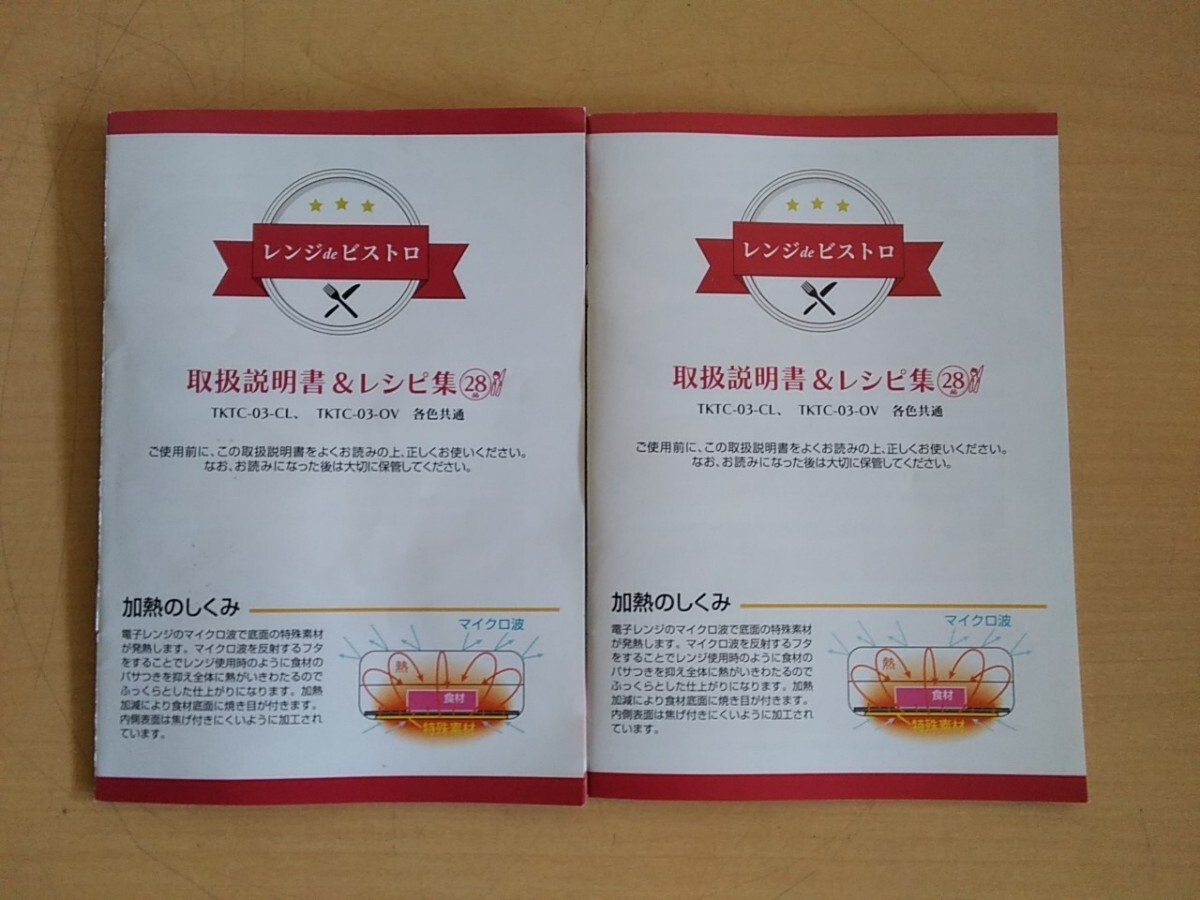 レンジdeビストロ
取扱説明書&レシピ集28品
TKTC-03-CL、 TKTC-03-OV 各色共通
ご使用前に、この取扱説明書をよくお読みの上、正しくお使いください。
なお、お読みになった後は大切に保管してください。
加熱のしくみ
電子レンジのマイクロ波で底面の特殊素材
が発熱します。マイクロ波を反射するフタ
をすることでレンジ使用時のように食材の
パサつきを抑え全体に熱がいきわたるので
ふっくらとした仕上がりになります。加熱
加減により食材底面に焼き目が付きます。
内側表面は焦げ付きにくいように加工され
ています。
マイクロ波
熱
食材
特殊素材
レンジdeビストロ
取扱説明書&レシピ集28品
TKTC-03-CL、 TKTC-03-OV 各色共通
ご使用前に、この取扱説明書をよくお読みの上、正しくお使いください。
なお、お読みになった後は大切に保管してください。
加熱のしくみ
電子レンジのマイクロ波で底面の特殊素材
が発熱します。マイクロ波を反射するフタ
をすることでレンジ使用時のように食材の
パサつきを抑え全体に熱がいきわたるので
ふっくらとした仕上がりになります。加熱
加減により食材底面に焼き目が付きます。
内側表面は焦げ付きにくいように加工され
ています。
マイクロ波
熱
食材
特殊素材